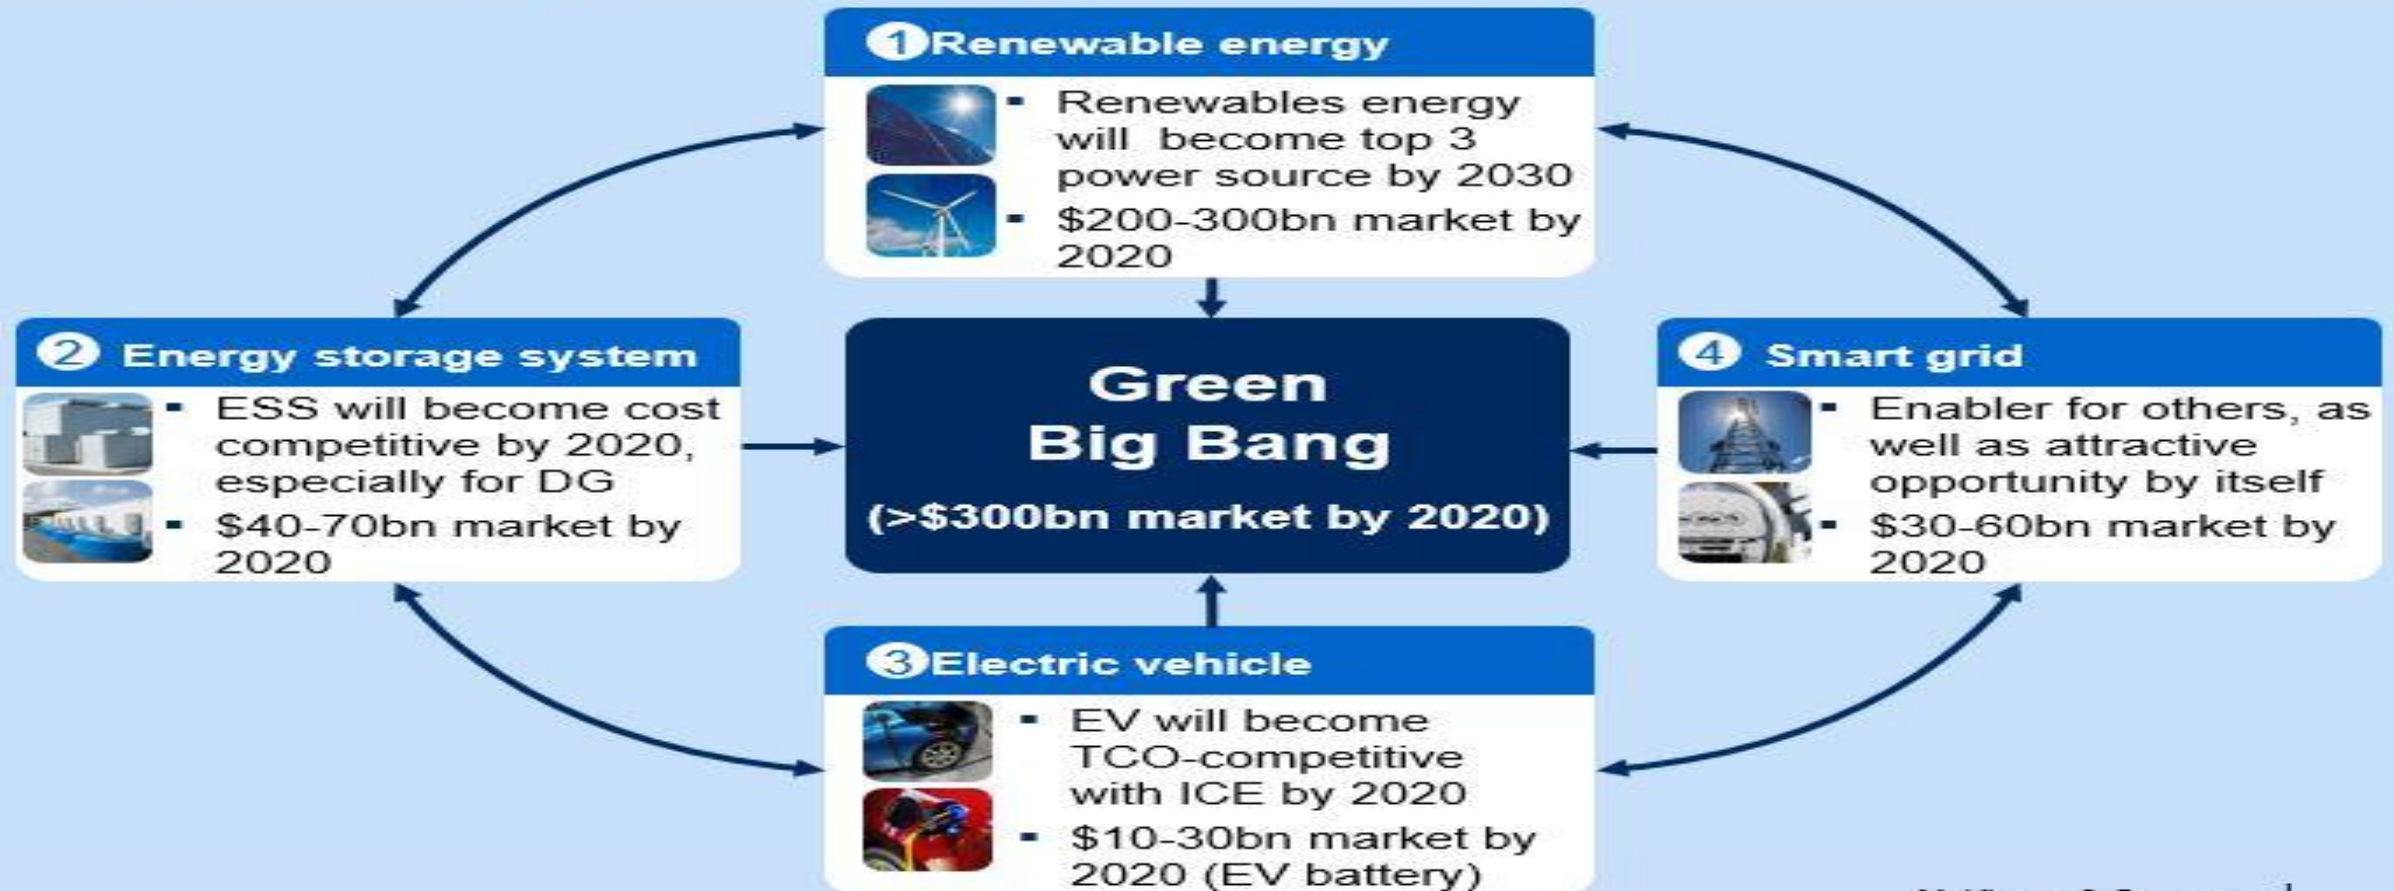 1 Renewable energy
▪ Renewables energy
will become top 3
power source by 2030
▪ $200-300bn market by
2020
2 Energy storage system
▪ ESS will become cost
competitive by 2020,
especially for DG
▪ $40-70bn market by
2020
Green
Big Bang
(>$300bn market by 2020)
4 Smart grid
▪ Enabler for others, as
well as attractive
opportunity by itself
▪ $30-60bn market by
2020
3 Electric vehicle
▪ EV will become
TCO-competitive
with ICE by 2020
▪ $10-30bn market by
2020 (EV battery)